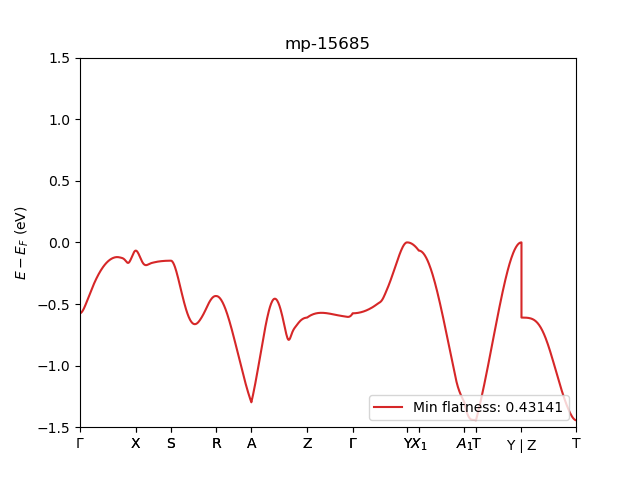 mp-15685
E − E_F (eV)
1.5
1.0
0.5
0.0
−0.5
−1.0
−1.5
Min flatness: 0.43141
Γ X S R A Z Γ Y X₁ A₁ T Y | Z T